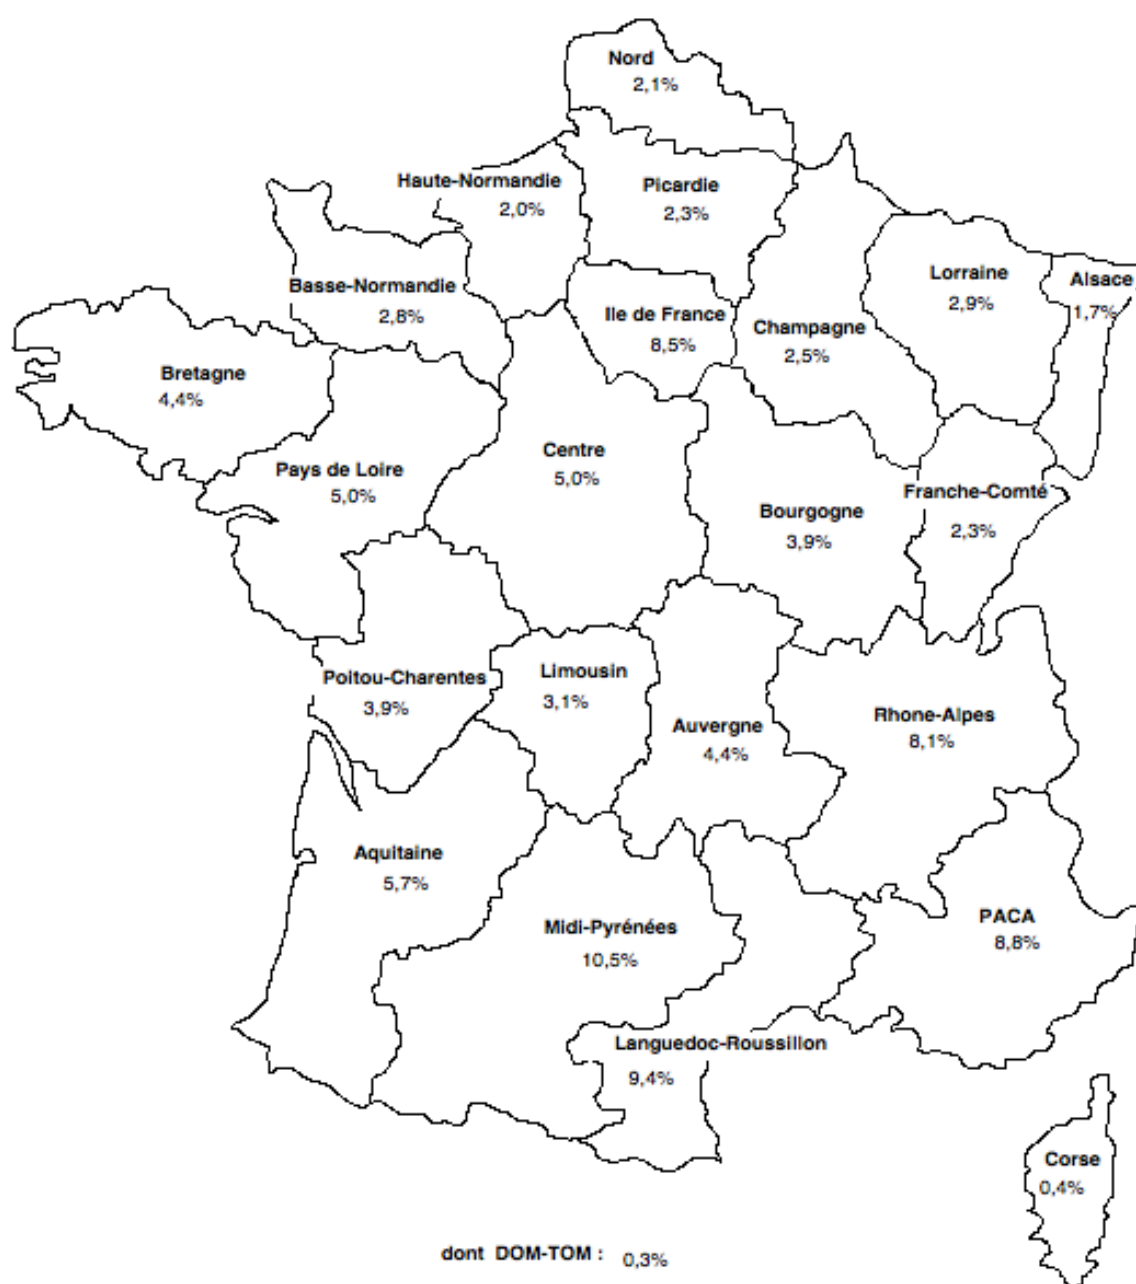 Nord
2,1%
Haute-Normandie
2,0%
Picardie
2,3%
Basse-Normandie
2,8%
Ile de France
8,5%
Champagne
2,5%
Lorraine
2,9%
Alsace
1,7%
Bretagne
4,4%
Pays de Loire
5,0%
Centre
5,0%
Bourgogne
3,9%
Franche-Comté
2,3%
Poitou-Charentes
3,9%
Limousin
3,1%
Auvergne
4,4%
Rhone-Alpes
8,1%
Aquitaine
5,7%
Midi-Pyrénées
10,5%
PACA
8,8%
Languedoc-Roussillon
9,4%
Corse
0,4%
dont DOM-TOM : 0,3%